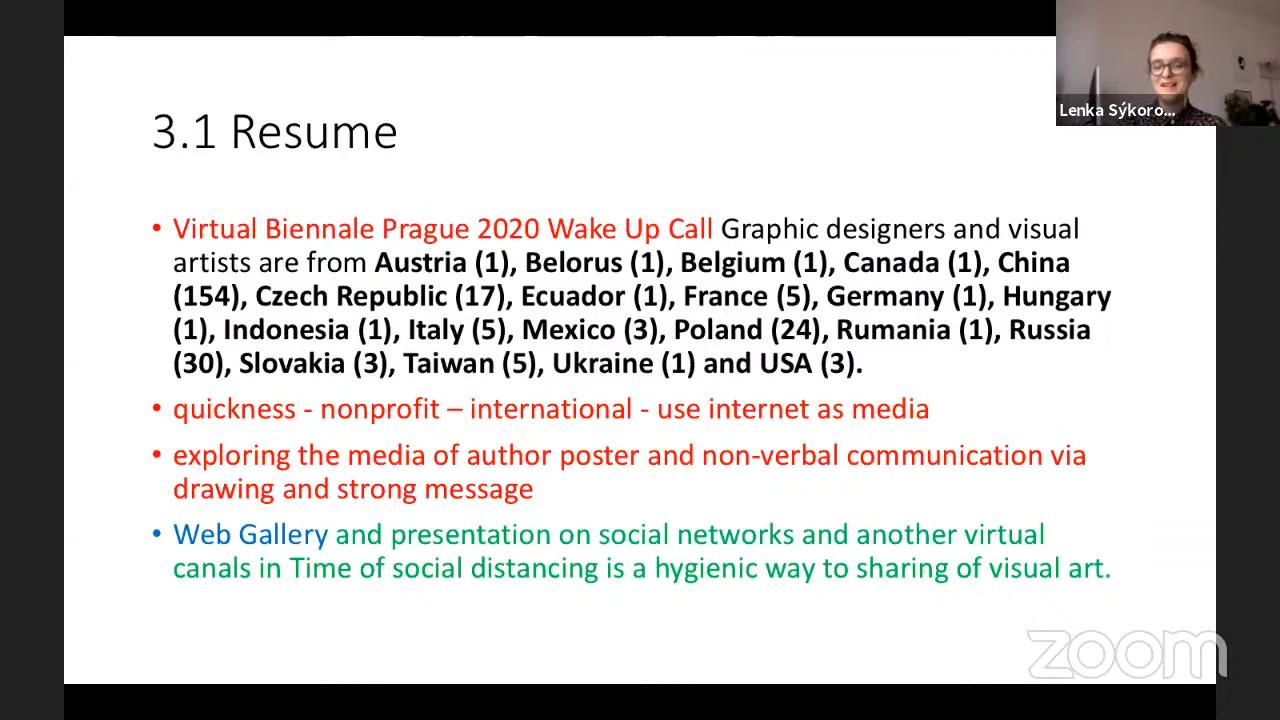 3.1 Resume
Lenka Sýkoro...
• Virtual Biennale Prague 2020 Wake Up Call Graphic designers and visual
artists are from Austria (1), Belorus (1), Belgium (1), Canada (1), China
(154), Czech Republic (17), Ecuador (1), France (5), Germany (1), Hungary
(1), Indonesia (1), Italy (5), Mexico (3), Poland (24), Rumania (1), Russia
(30), Slovakia (3), Taiwan (5), Ukraine (1) and USA (3).
• quickness - nonprofit – international - use internet as media
• exploring the media of author poster and non-verbal communication via
drawing and strong message
• Web Gallery and presentation on social networks and another virtual
canals in Time of social distancing is a hygienic way to sharing of visual art.
zoom